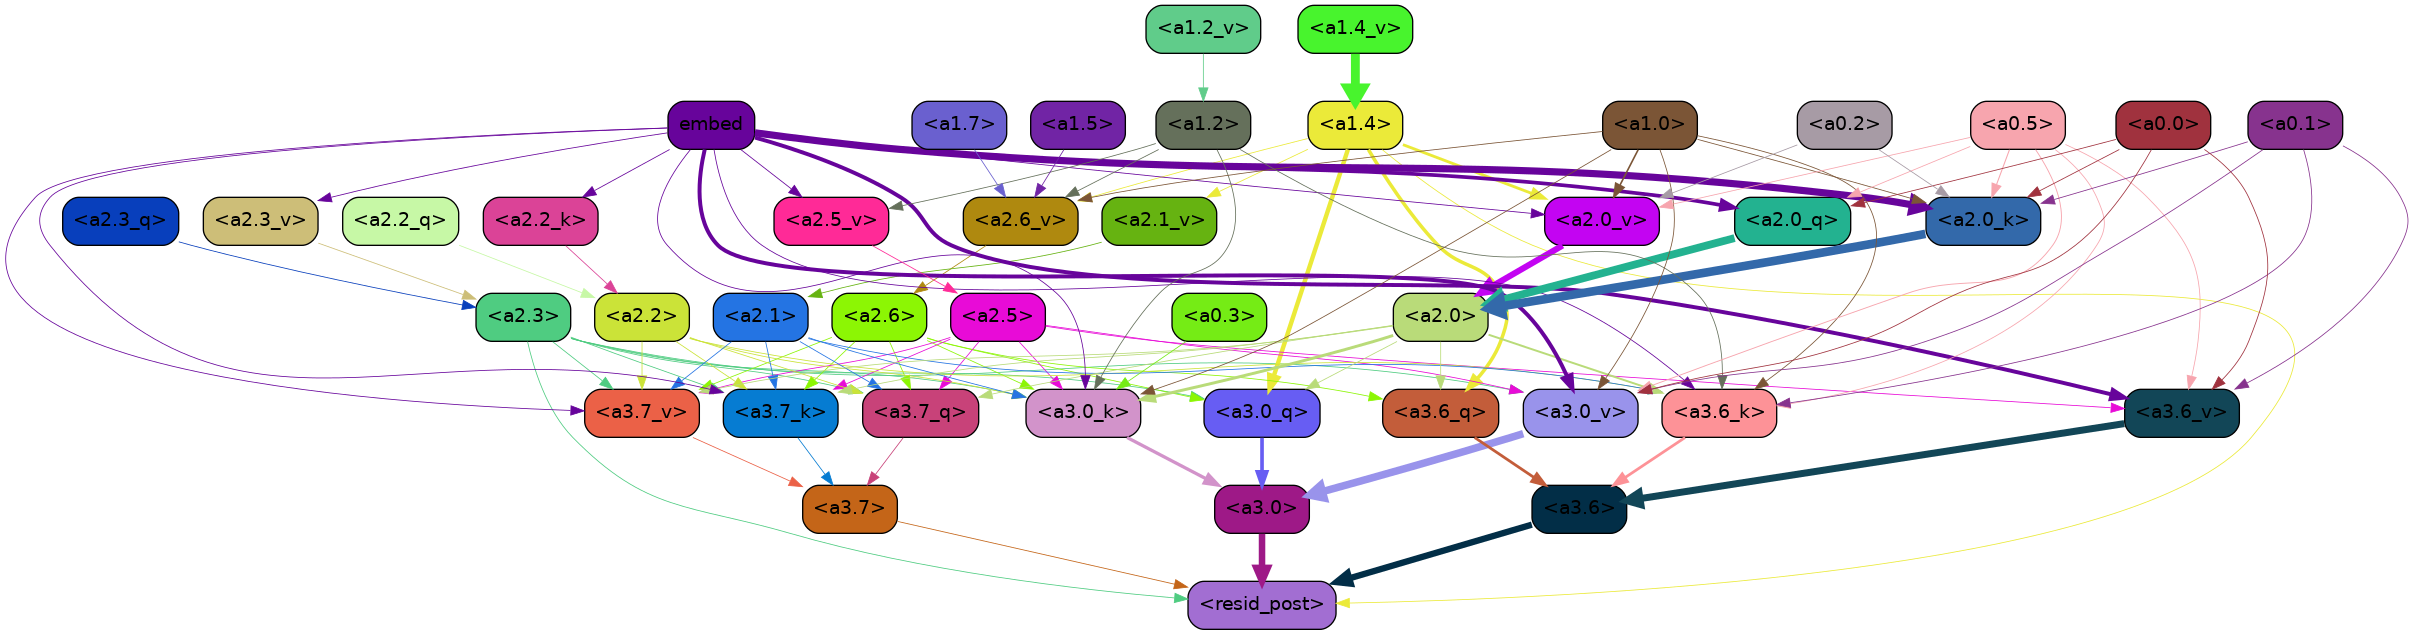 <a1.2_v>
<a1.4_v>
embed
<a1.7>
<a1.5>
<a1.2>
<a1.4>
<a1.0>
<a0.2>
<a0.5>
<a0.0>
<a0.1>
<a2.3_q>
<a2.3_v>
<a2.2_q>
<a2.2_k>
<a2.5_v>
<a2.6_v>
<a2.1_v>
<a2.0_v>
<a2.0_q>
<a2.0_k>
<a2.3>
<a2.2>
<a2.1>
<a2.6>
<a2.5>
<a0.3>
<a2.0>
<a3.7_v>
<a3.7_k>
<a3.7_q>
<a3.0_k>
<a3.0_q>
<a3.6_q>
<a3.0_v>
<a3.6_k>
<a3.6_v>
<a3.7>
<a3.0>
<a3.6>
<resid_post>